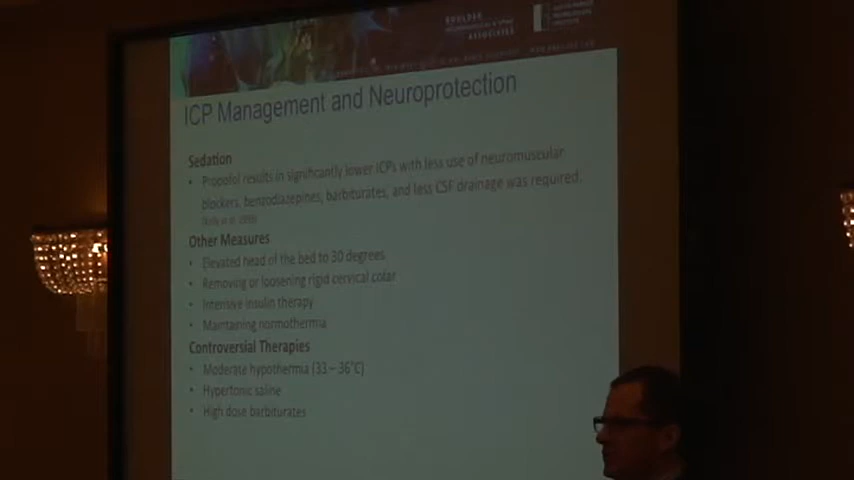 BOULDER
ASSOCIATES
ICP Management and Neuroprotection
Sedation
• Propofol results in significantly lower ICPs with less use of neuromuscular
blockers, benzodiazepines, barbiturates, and less CSF drainage was required.
Other Measures
• Elevated head of the bed to 30 degrees
• Removing or loosening rigid cervical collar
• Intensive insulin therapy
• Maintaining normothermia
Controversial Therapies
• Moderate hypothermia (33 – 36°C)
• Hypertonic saline
• High dose barbiturates